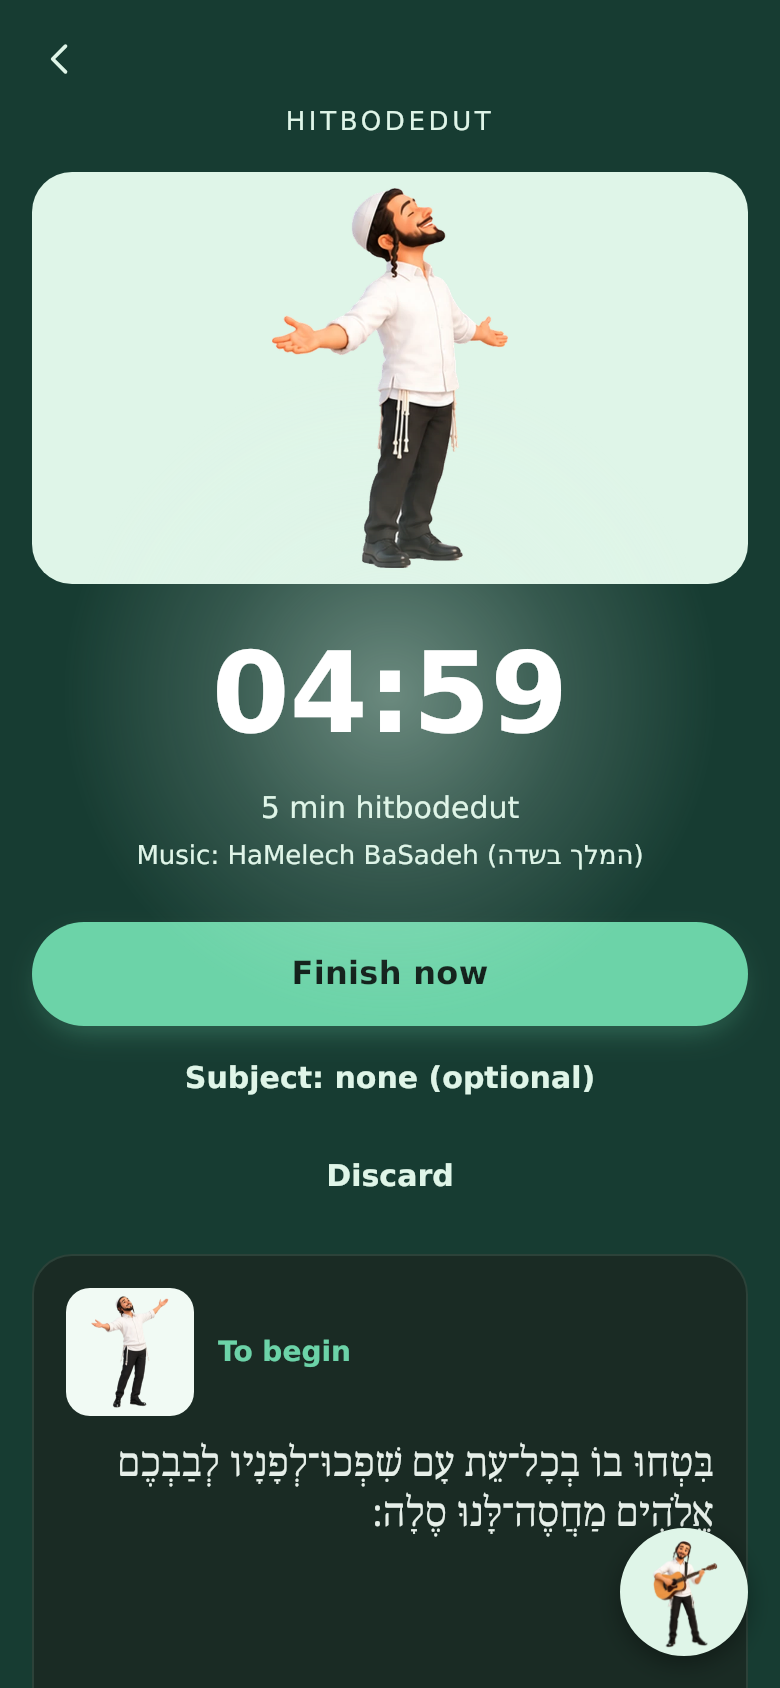 HITBODEDUT
04:59
5 min hitbodedut
Music: HaMelech BaSadeh (המלך בשדה)
Finish now
Subject: none (optional)
Discard
To begin
בִּטְחוּ בוֹ בְכָל־עֵת עָם שִׁפְכוּ־לְפָנָיו לְבַבְכֶם
אֱלֹהִים מַחֲסֶה־לָּנוּ סֶלָה: